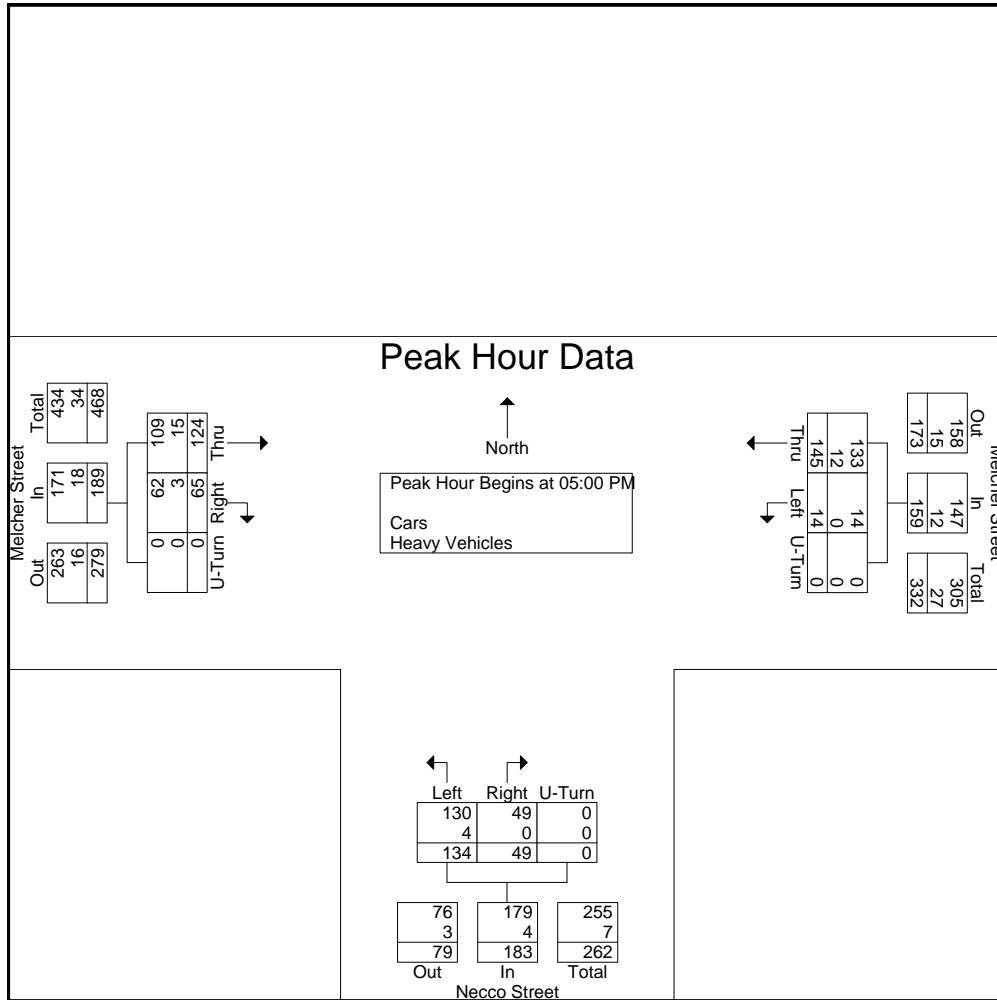 Peak Hour Data
North
Peak Hour Begins at 05:00 PM
Cars
Heavy Vehicles
Melcher Street
Out In Total
263 171 434
16 18 34
279 189 468
U-Turn Right Thru
0 62 109
0 3 15
0 65 124
Melcher Street
Out In Total
158 147 305
15 12 27
173 159 332
Thru Left U-Turn
133 14 0
12 0 0
145 14 0
Left Right U-Turn
130 49 0
4 0 0
134 49 0
76 179 255
3 4 7
79 183 262
Out In Total
Necco Street